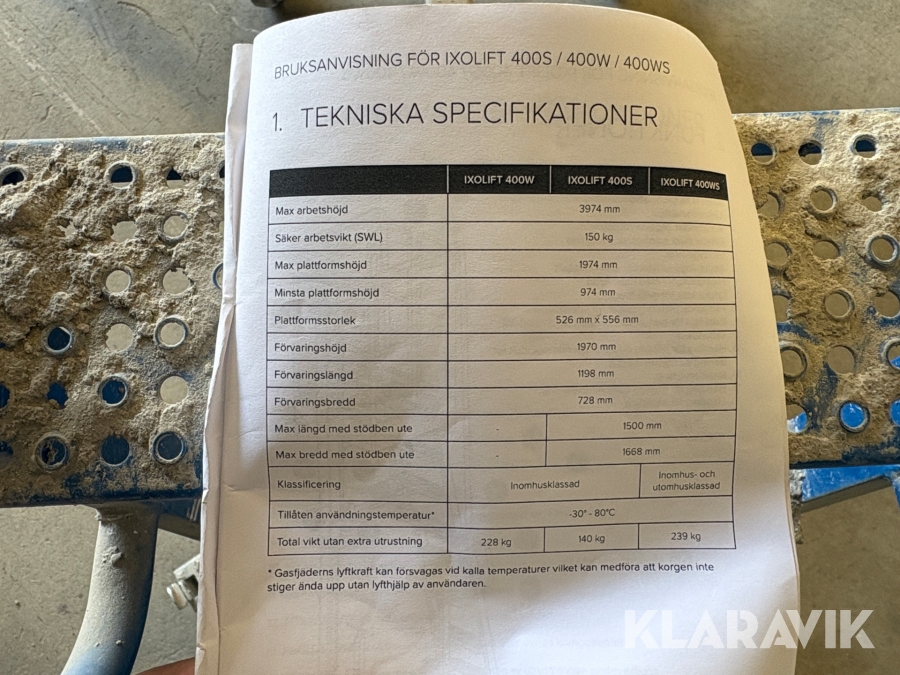 BRUKSANVISNING FÖR IXOLIFT 400S / 400W / 400WS
1. TEKNISKA SPECIFIKATIONER
IXOLIFT 400W IXOLIFT 400S IXOLIFT 400WS
Max arbetshöjd 3974 mm
Säker arbetsvikt (SWL) 150 kg
Max plattformshöjd 1974 mm
Minsta plattformshöjd 974 mm
Plattformsstorlek 526 mm x 556 mm
Förvaringshöjd 1970 mm
Förvaringslängd 1198 mm
Förvaringsbredd 728 mm
Max längd med stödben ute - 1500 mm
Max bredd med stödben ute - 1668 mm
Klassificering Inomhusklassad Inomhus- och
utomhusklassad
Tillåten användningstemperatur* -30° - 80°C
Total vikt utan extra utrustning 228 kg 140 kg 239 kg
* Gasfjäderns lyftkraft kan försvagas vid kalla temperaturer vilket kan medföra att korgen inte
stiger ända upp utan lyfthjälp av användaren.
KLARAVIK